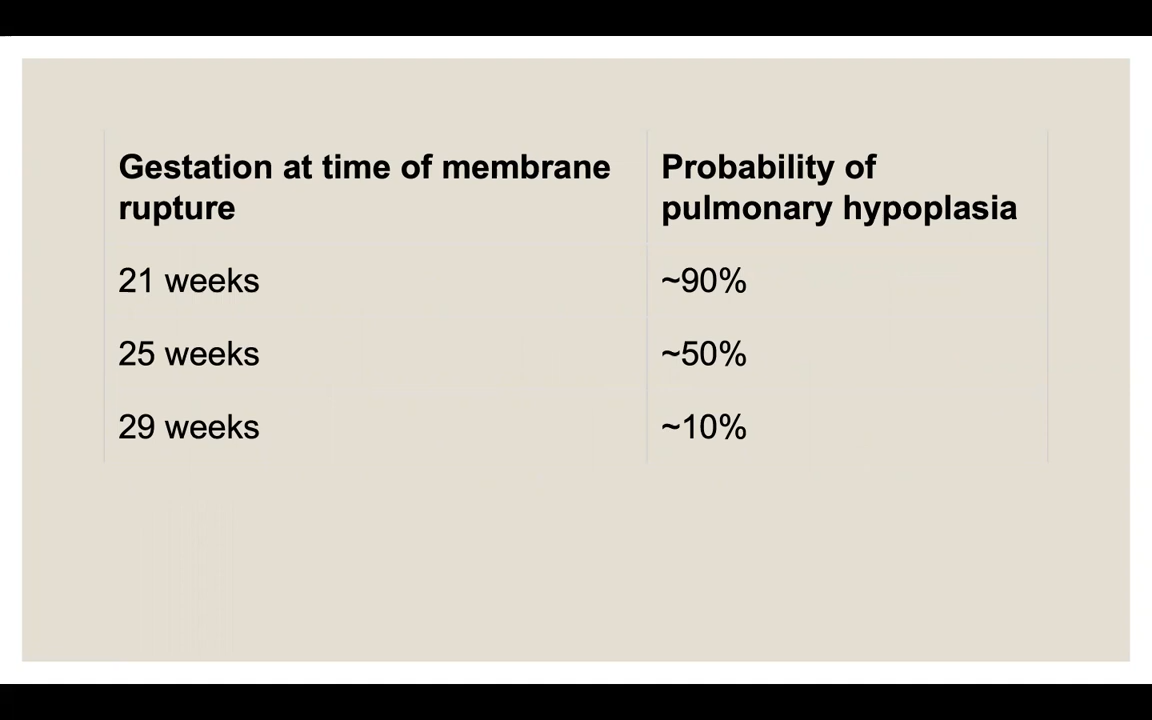 Gestation at time of membrane
rupture
Probability of
pulmonary hypoplasia
21 weeks
~90%
25 weeks
~50%
29 weeks
~10%